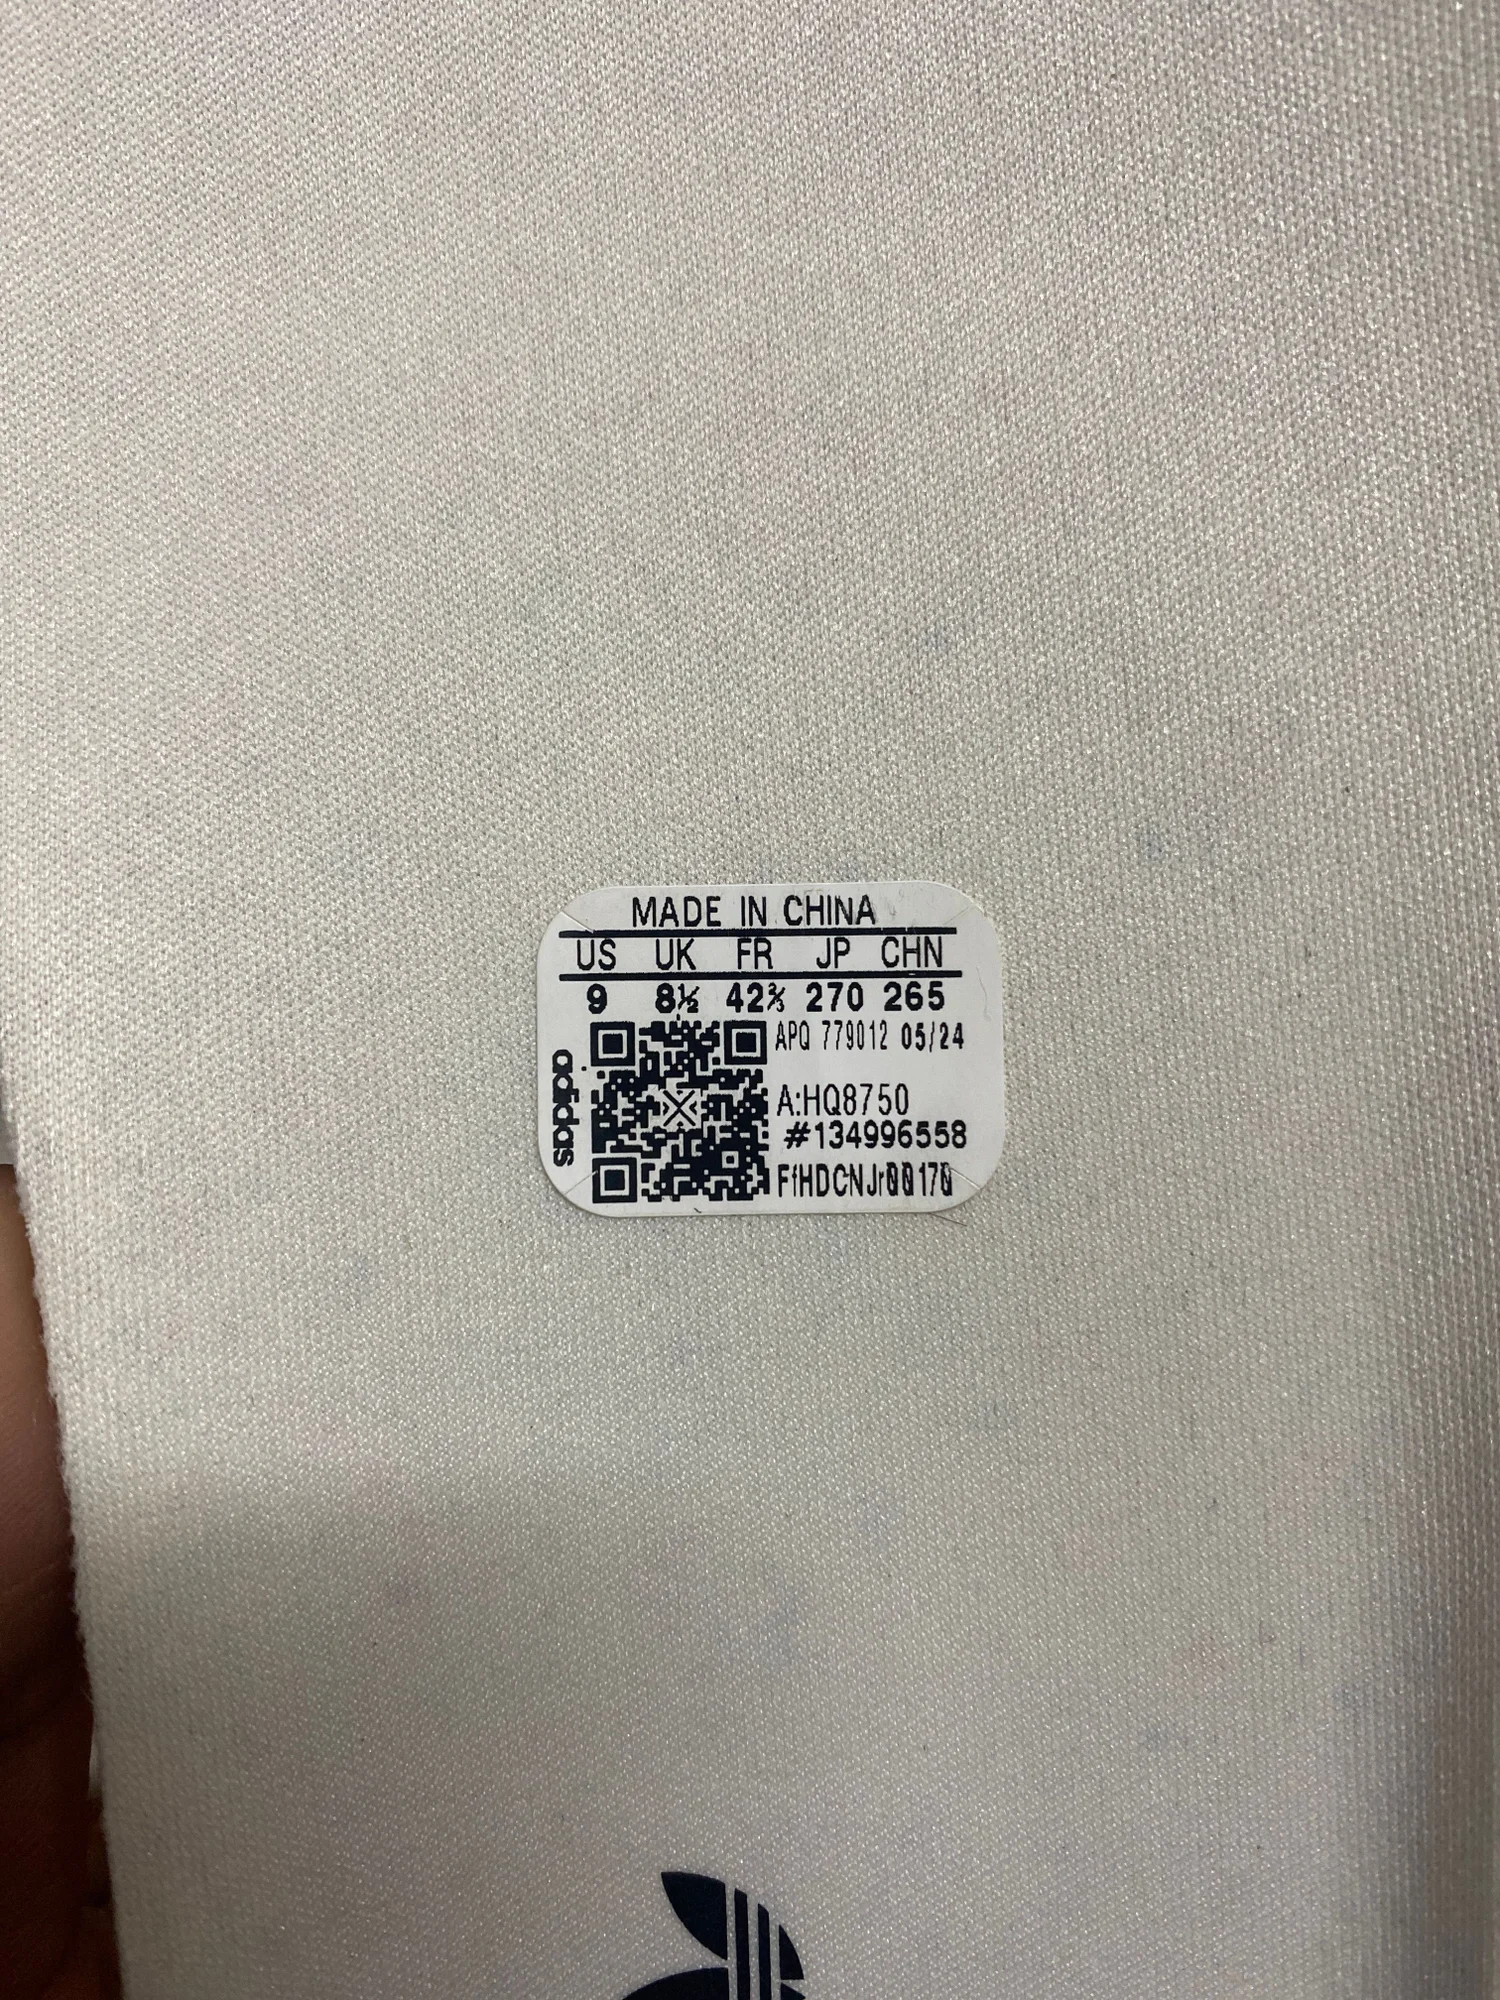 MADE IN CHINA
US UK FR JP CHN
9 8½ 42⅔ 270 265
APQ 779012 05/24
A:HQ8750
#134996558
FfHDCNJr00170
adidas